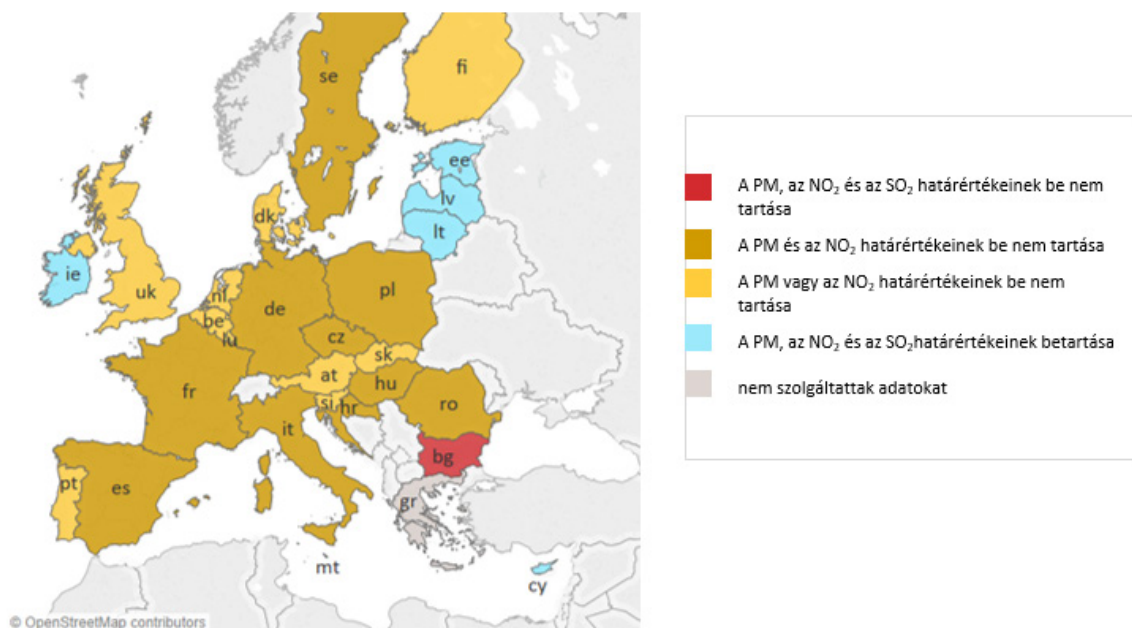 se
fi
ee
lv
lt
dk
ie
uk
nl
be
lu
de
pl
cz
sk
at
hu
fr
si
hr
ro
it
bg
pt
es
gr
mt
cy
© OpenStreetMap contributors
A PM, az NO₂ és az SO₂ határértékeinek be nem
tartása
A PM és az NO₂ határértékeinek be nem tartása
A PM vagy az NO₂ határértékeinek be nem
tartása
A PM, az NO₂ és az SO₂határértékeinek betartása
nem szolgáltattak adatokat